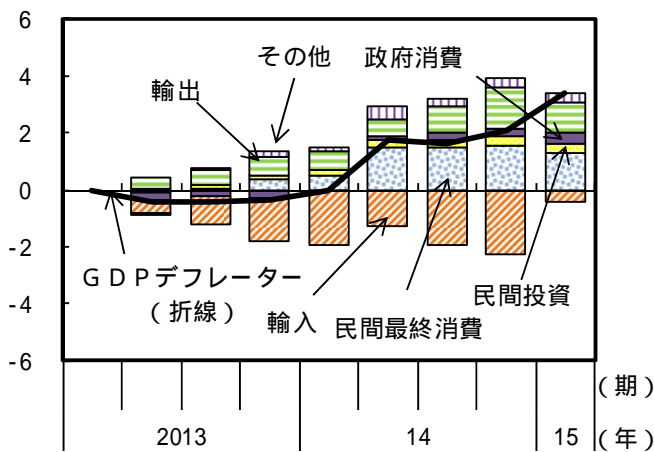 6
4
2
0
-2
-4
-6
その他
政府消費
輸出
ＧＤＰデフレーター
（折線）
輸入
民間最終消費
民間投資
（期）
2013
14
15
（年）